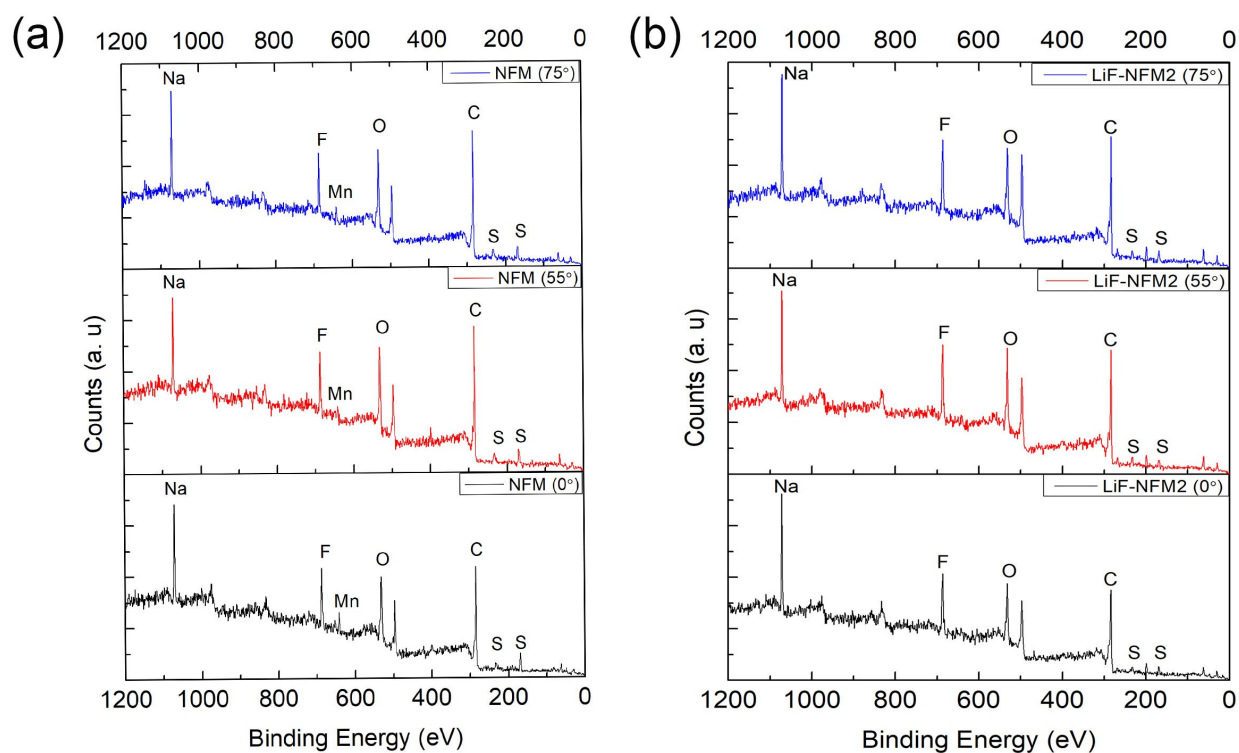 (a)
1200 1000 800 600 400 200 0
NFM (75°)
Na
F
Mn
O
C
S S
NFM (55°)
Na
F
Mn
O
C
S S
NFM (0°)
Na
F
Mn
O
C
S S
Counts (a. u)
1200 1000 800 600 400 200 0
Binding Energy (eV)
(b)
1200 1000 800 600 400 200 0
LiF-NFM2 (75°)
Na
F
O
C
S S
LiF-NFM2 (55°)
Na
F
O
C
S S
LiF-NFM2 (0°)
Na
F
O
C
S S
Counts (a. u)
1200 1000 800 600 400 200 0
Binding Energy (eV)